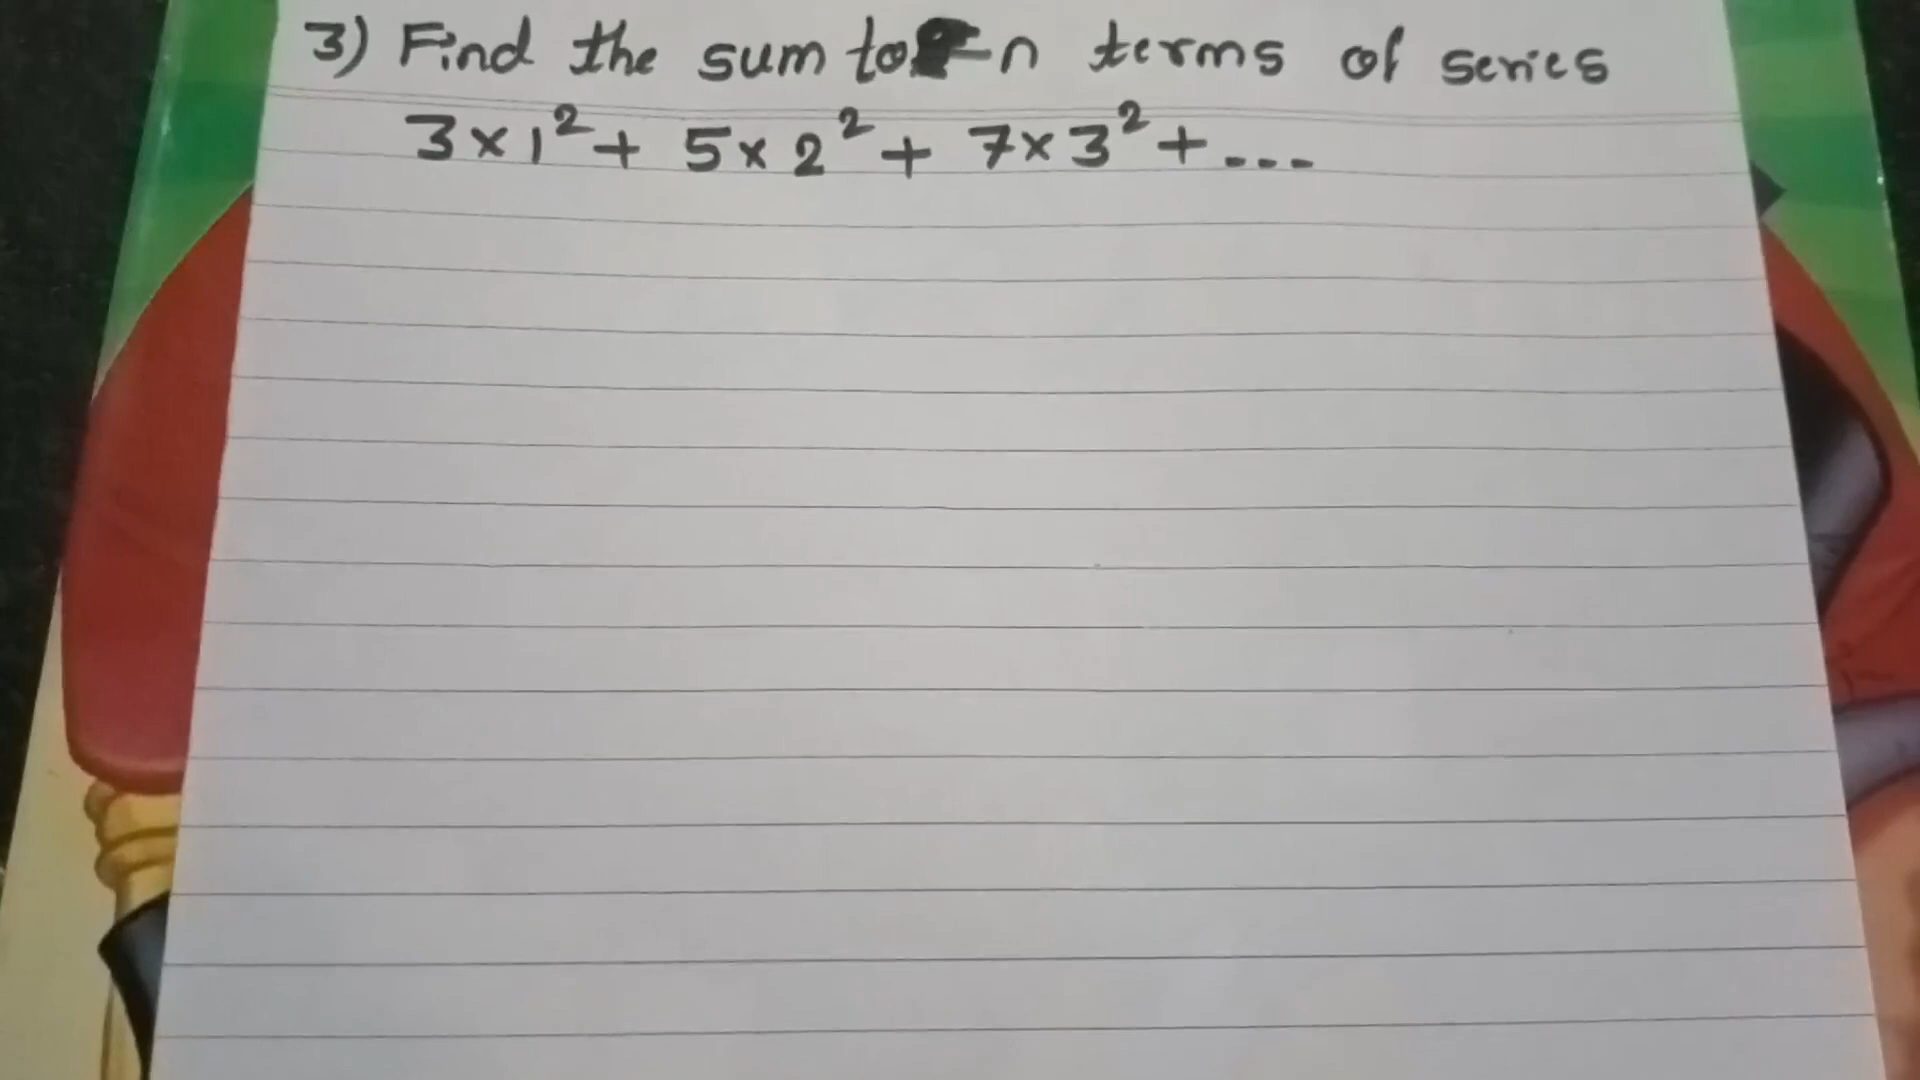 3) Find the sum to n terms of series
3×1²+ 5×2²+ 7×3²+...